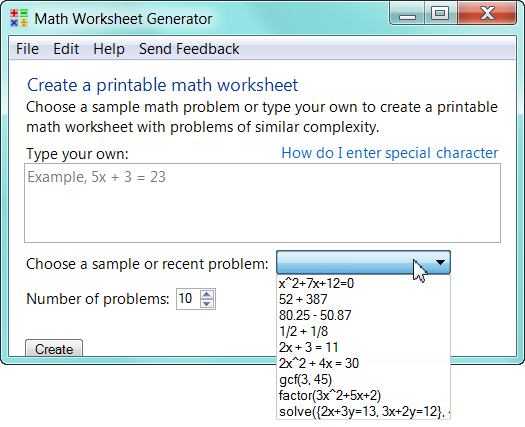 Math Worksheet Generator
File Edit Help Send Feedback
Create a printable math worksheet
Choose a sample math problem or type your own to create a printable
math worksheet with problems of similar complexity.
Type your own: How do I enter special character
Example, 5x + 3 = 23
Choose a sample or recent problem:
Number of problems: 10
x^2+7x+12=0
52 + 387
80.25 - 50.87
1/2 + 1/8
2x + 3 = 11
2x^2 + 4x = 30
gcf(3, 45)
factor(3x^2+5x+2)
solve({2x+3y=13, 3x+2y=12},
Create